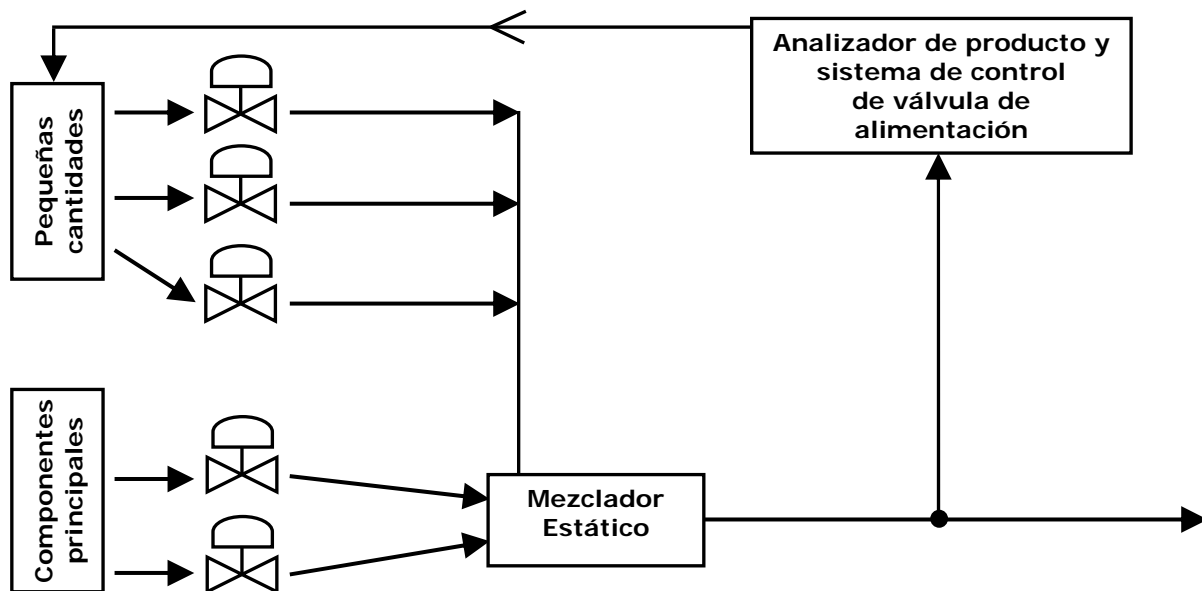 Analizador de producto y
sistema de control
de válvula de
alimentación
Pequeñas
cantidades
Componentes
principales
Mezclador
Estático